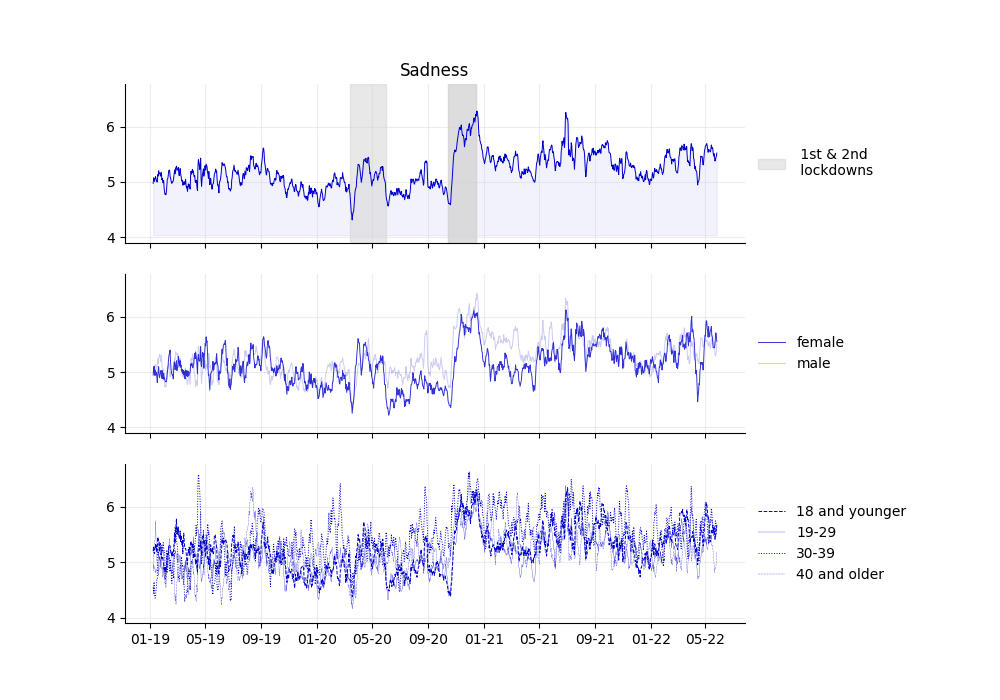 Sadness
6
5
4
1st & 2nd
lockdowns
6
5
4
female
male
6
5
4
18 and younger
19-29
30-39
40 and older
01-19 05-19 09-19 01-20 05-20 09-20 01-21 05-21 09-21 01-22 05-22